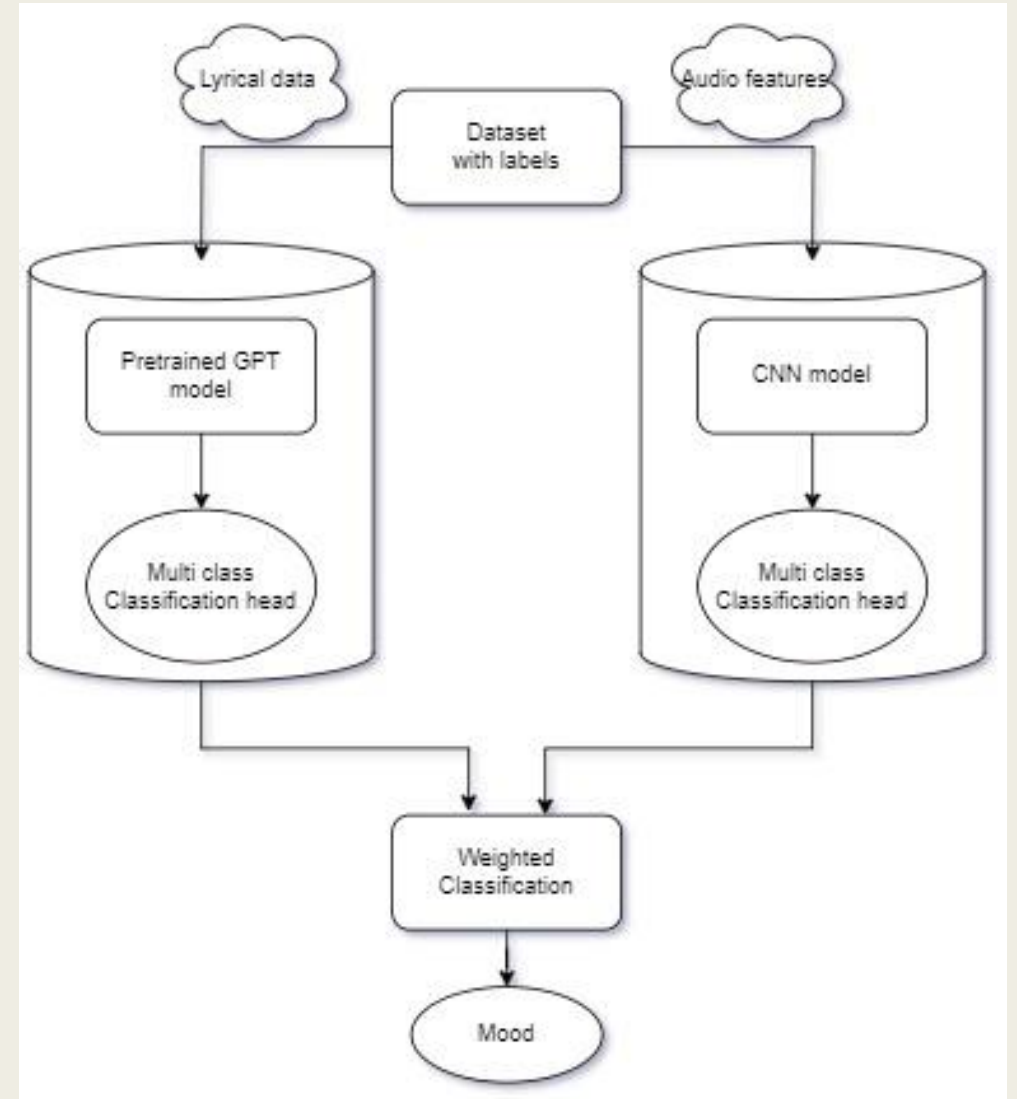 Lyrical data
Audio features
Dataset
with labels
Pretrained GPT
model
CNN model
Multi class
Classification head
Multi class
Classification head
Weighted
Classification
Mood